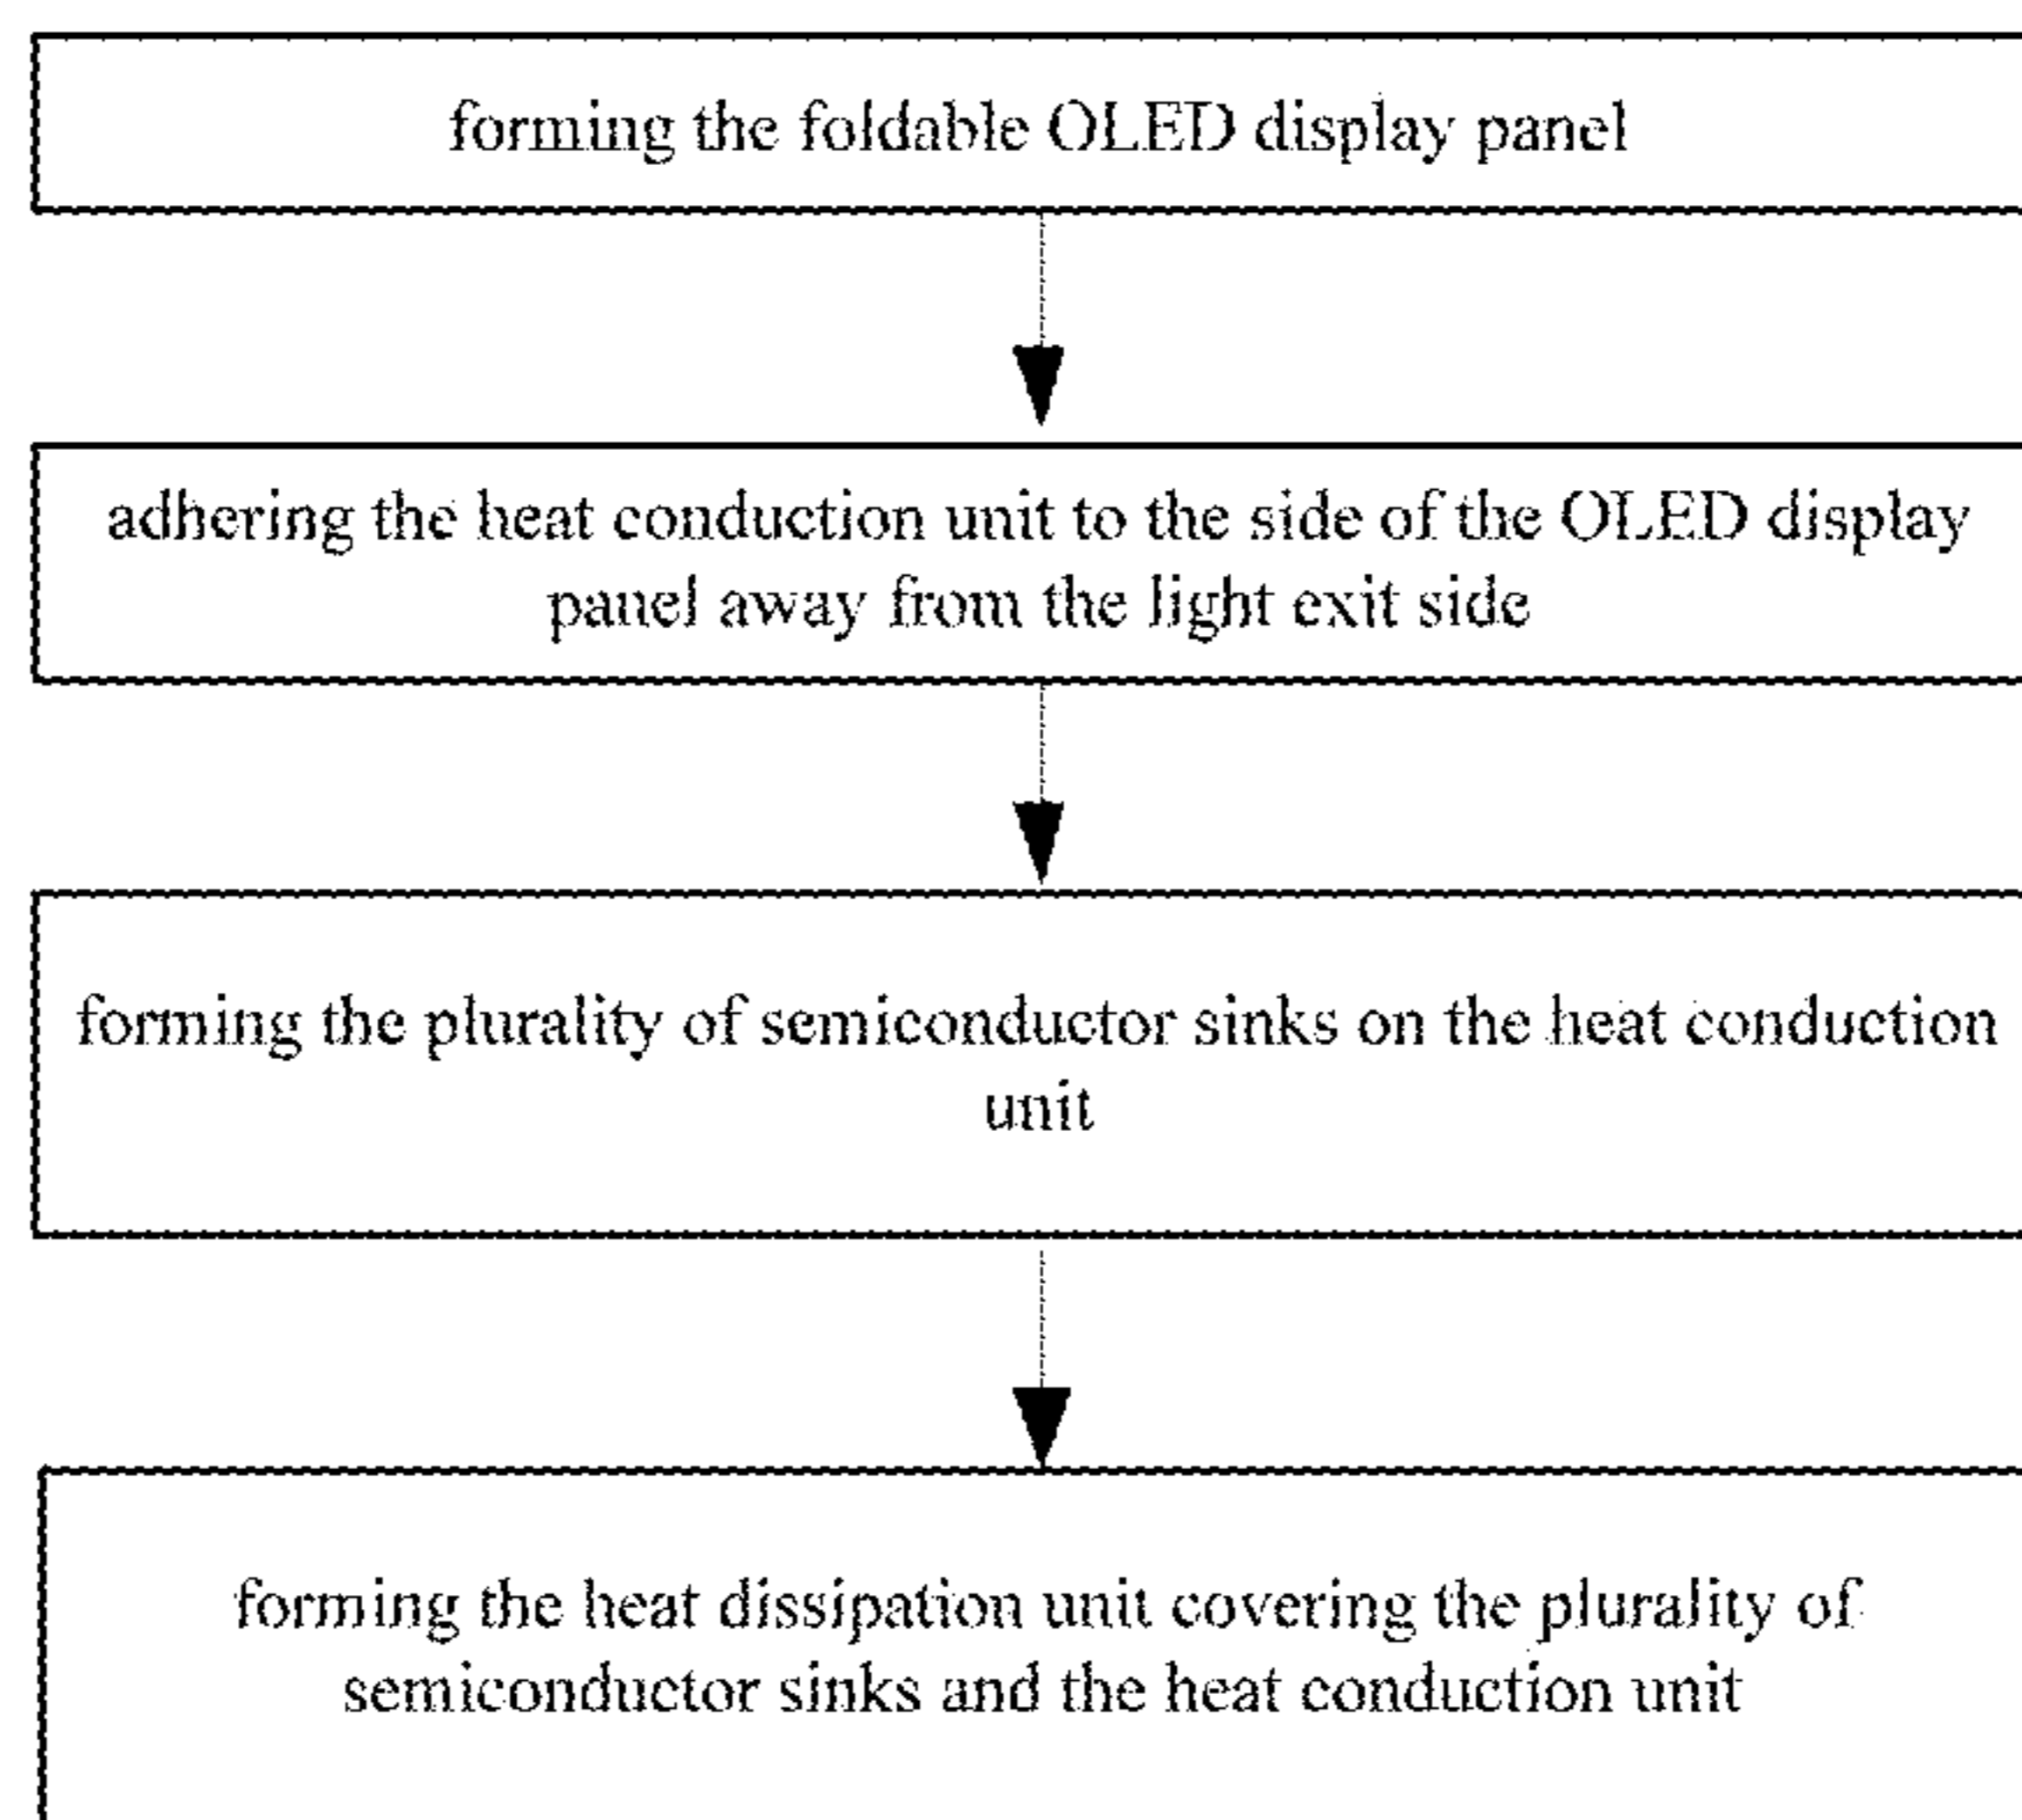 forming the foldable OLED display panel
adhering the heat conduction unit to the side of the OLED display
panel away from the light exit side
forming the plurality of semiconductor sinks on the heat conduction
unit
forming the heat dissipation unit covering the plurality of
semiconductor sinks and the heat conduction unit